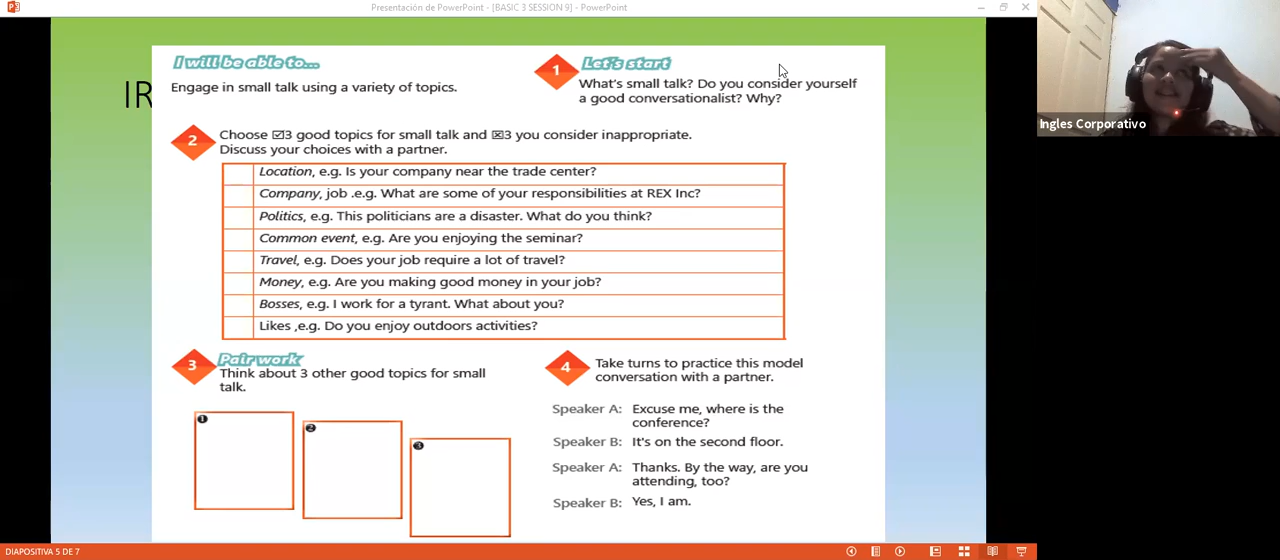 Presentación de PowerPoint - [BASIC 3 SESSION 9] - PowerPoint
IR
I will be able to...
Engage in small talk using a variety of topics.
1
Let's start
What's small talk? Do you consider yourself
a good conversationalist? Why?
2
Choose ☑3 good topics for small talk and ☒3 you consider inappropriate.
Discuss your choices with a partner.
Location, e.g. Is your company near the trade center?
Company, job .e.g. What are some of your responsibilities at REX Inc?
Politics, e.g. This politicians are a disaster. What do you think?
Common event, e.g. Are you enjoying the seminar?
Travel, e.g. Does your job require a lot of travel?
Money, e.g. Are you making good money in your job?
Bosses, e.g. I work for a tyrant. What about you?
Likes ,e.g. Do you enjoy outdoors activities?
3
Pair work
Think about 3 other good topics for small
talk.
1
2
3
4
Take turns to practice this model
conversation with a partner.
Speaker A: Excuse me, where is the
conference?
Speaker B: It's on the second floor.
Speaker A: Thanks. By the way, are you
attending, too?
Speaker B: Yes, I am.
Ingles Corporativo
DIAPOSITIVA 5 DE 7